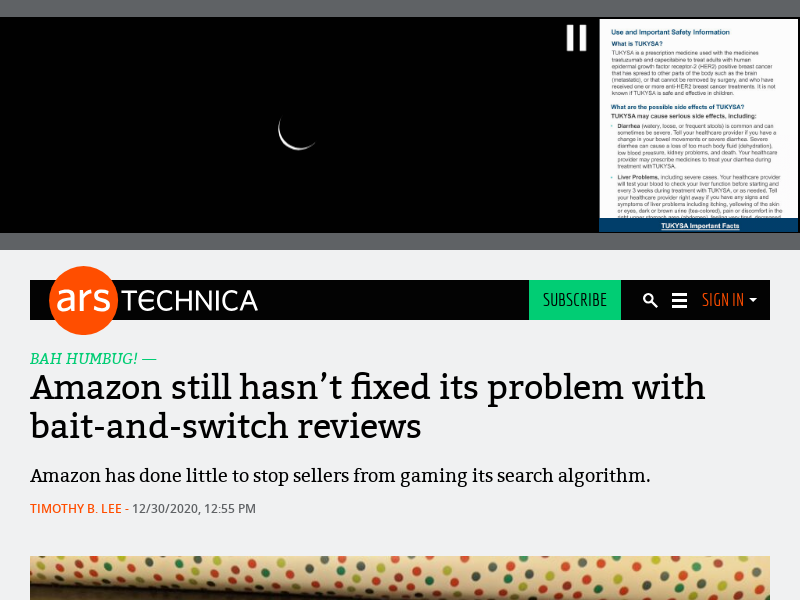 Use and Important Safety Information
What is TUKYSA?
TUKYSA is a prescription medicine used with the medicines
trastuzumab and capecitabine to treat adults with human
epidermal growth factor receptor-2 (HER2) positive breast cancer
that has spread to other parts of the body such as the brain
(metastatic), or that cannot be removed by surgery, and who have
received one or more anti-HER2 breast cancer treatments. It is not
known if TUKYSA is safe and effective in children.
What are the possible side effects of TUKYSA?
TUKYSA may cause serious side effects, including:
• Diarrhea (watery, loose, or frequent stools) is common and can
sometimes be severe. Tell your healthcare provider if you have a
change in your bowel movements or severe diarrhea. Severe
diarrhea can cause a loss of too much body fluid (dehydration),
low blood pressure, kidney problems, and death. Your healthcare
provider may prescribe medicines to treat your diarrhea during
treatment with TUKYSA.
• Liver Problems, including severe cases. Your healthcare provider
will test your blood to check your liver function before starting and
every 3 weeks during treatment with TUKYSA, or as needed. Tell
your healthcare provider right away if you have any signs and
symptoms of liver problems including itching, yellowing of the skin
or eyes, dark or brown urine (tea-colored), pain or discomfort in the
TUKYSA Important Facts
ars TECHNICA
SUBSCRIBE
SIGN IN
BAH HUMBUG! —
Amazon still hasn't fixed its problem with
bait-and-switch reviews
Amazon has done little to stop sellers from gaming its search algorithm.
TIMOTHY B. LEE - 12/30/2020, 12:55 PM